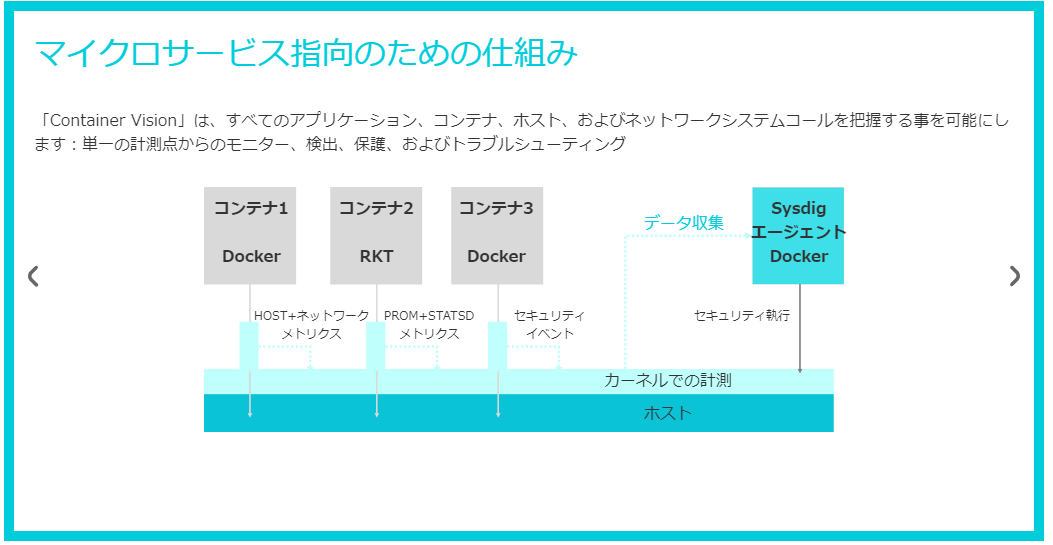 マイクロサービス指向のための仕組み
「Container Vision」は、すべてのアプリケーション、コンテナ、ホスト、およびネットワークシステムコールを把握する事を可能にし
ます：単一の計測点からのモニター、検出、保護、およびトラブルシューティング
コンテナ1
Docker
コンテナ2
RKT
コンテナ3
Docker
データ収集
Sysdig
エージェント
Docker
HOST+ネットワーク
メトリクス
PROM+STATSD
メトリクス
セキュリティ
イベント
セキュリティ執行
カーネルでの計測
ホスト